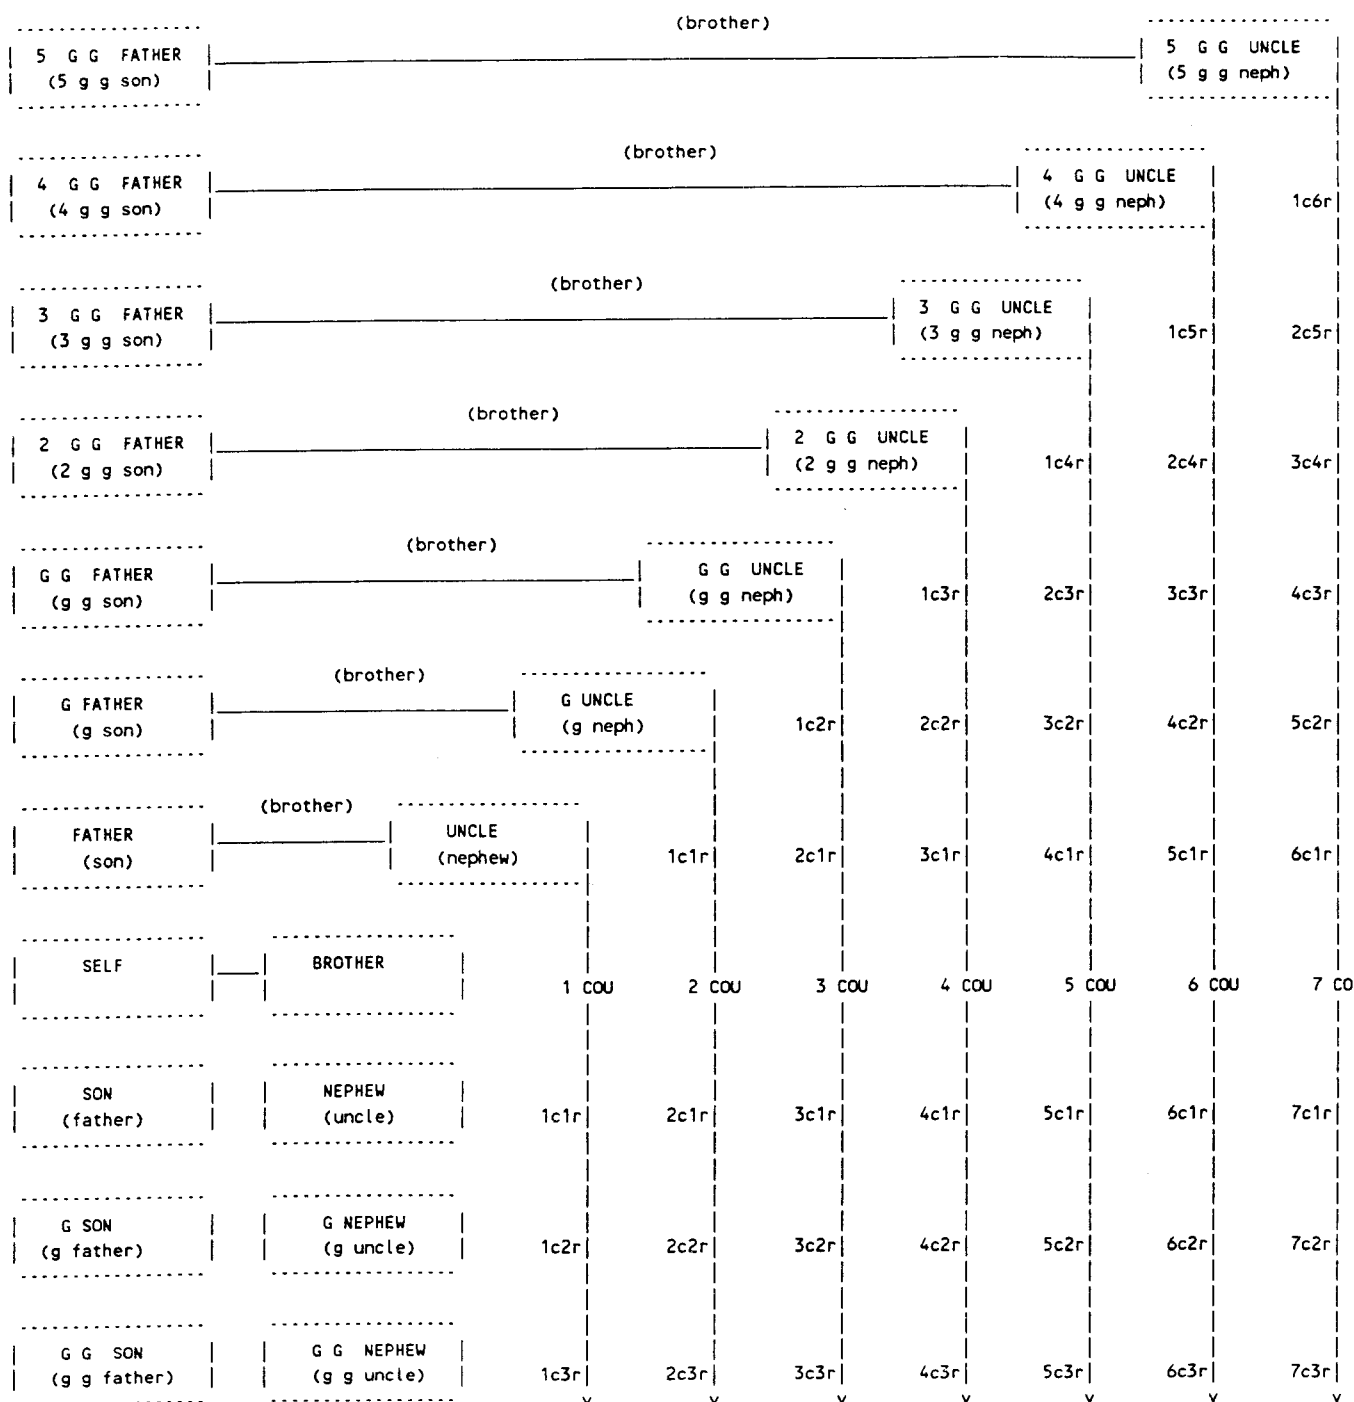 (brother)
5 G G FATHER 5 G G UNCLE
(5 g g son) (5 g g neph)
(brother)
4 G G FATHER 4 G G UNCLE
(4 g g son) (4 g g neph) 1c6r
(brother)
3 G G FATHER 3 G G UNCLE
(3 g g son) (3 g g neph) 1c5r 2c5r
(brother)
2 G G FATHER 2 G G UNCLE
(2 g g son) (2 g g neph) 1c4r 2c4r 3c4r
(brother)
G G FATHER G G UNCLE
(g g son) (g g neph) 1c3r 2c3r 3c3r 4c3r
(brother)
G FATHER G UNCLE
(g son) (g neph) 1c2r 2c2r 3c2r 4c2r 5c2r
(brother)
FATHER UNCLE
(son) (nephew) 1c1r 2c1r 3c1r 4c1r 5c1r 6c1r
SELF BROTHER
1 COU 2 COU 3 COU 4 COU 5 COU 6 COU 7 CO
SON NEPHEW
(father) (uncle) 1c1r 2c1r 3c1r 4c1r 5c1r 6c1r 7c1r
G SON G NEPHEW
(g father) (g uncle) 1c2r 2c2r 3c2r 4c2r 5c2r 6c2r 7c2r
G G SON G G NEPHEW
(g g father) (g g uncle) 1c3r 2c3r 3c3r 4c3r 5c3r 6c3r 7c3r